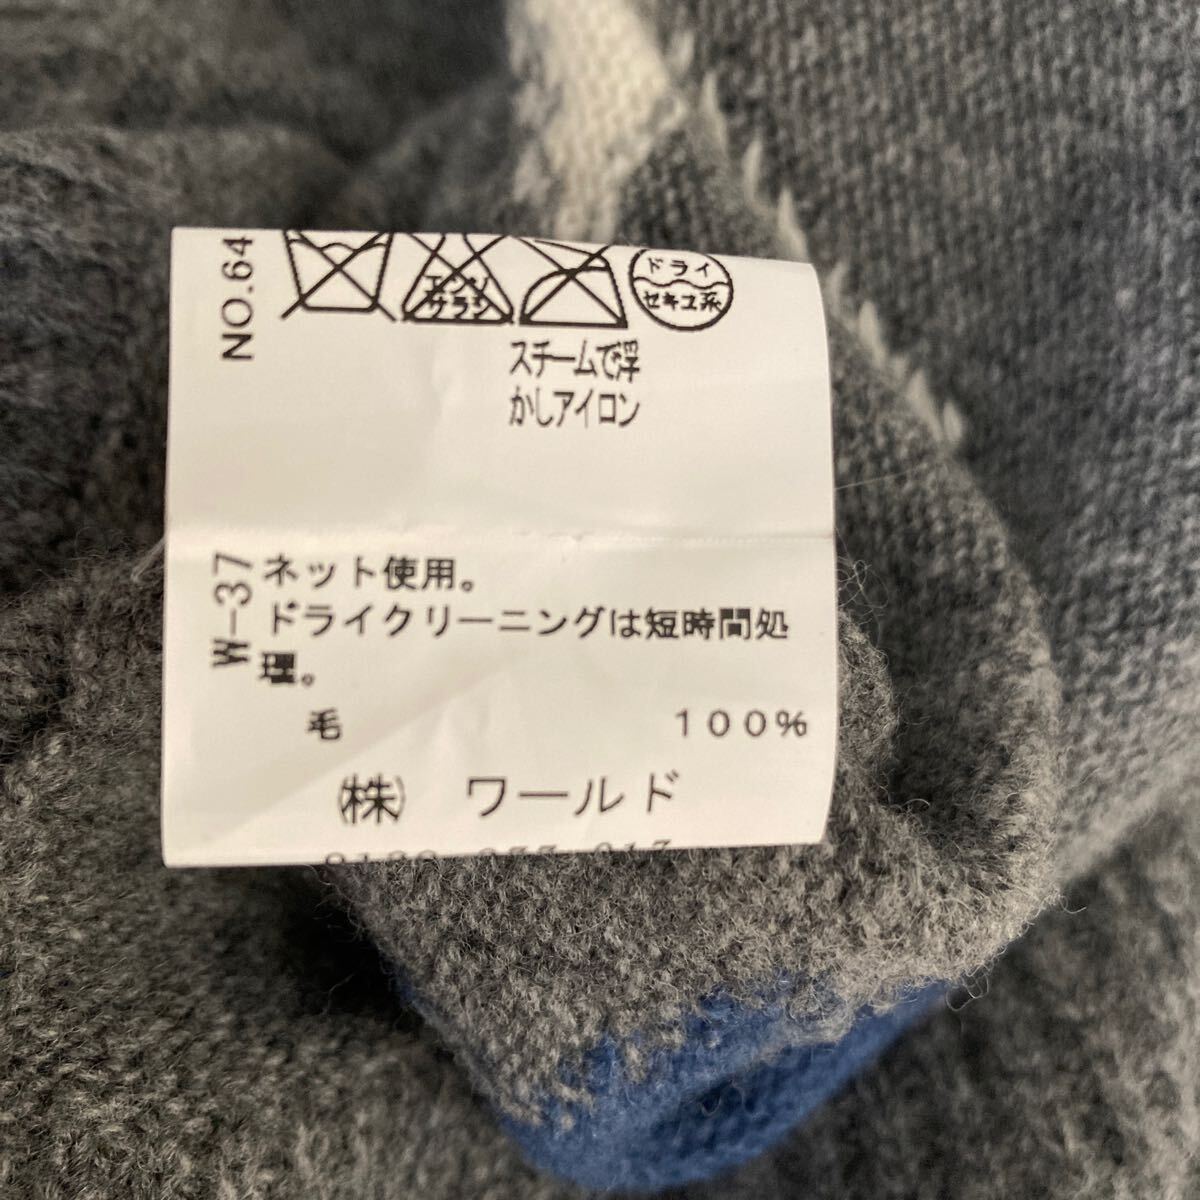 NO.64
エンソ
サラシ
ドライ
セキユ系
スチームで浮
かしアイロン
W-37
ネット使用。
ドライクリーニングは短時間処
理。
毛 100%
(株) ワールド